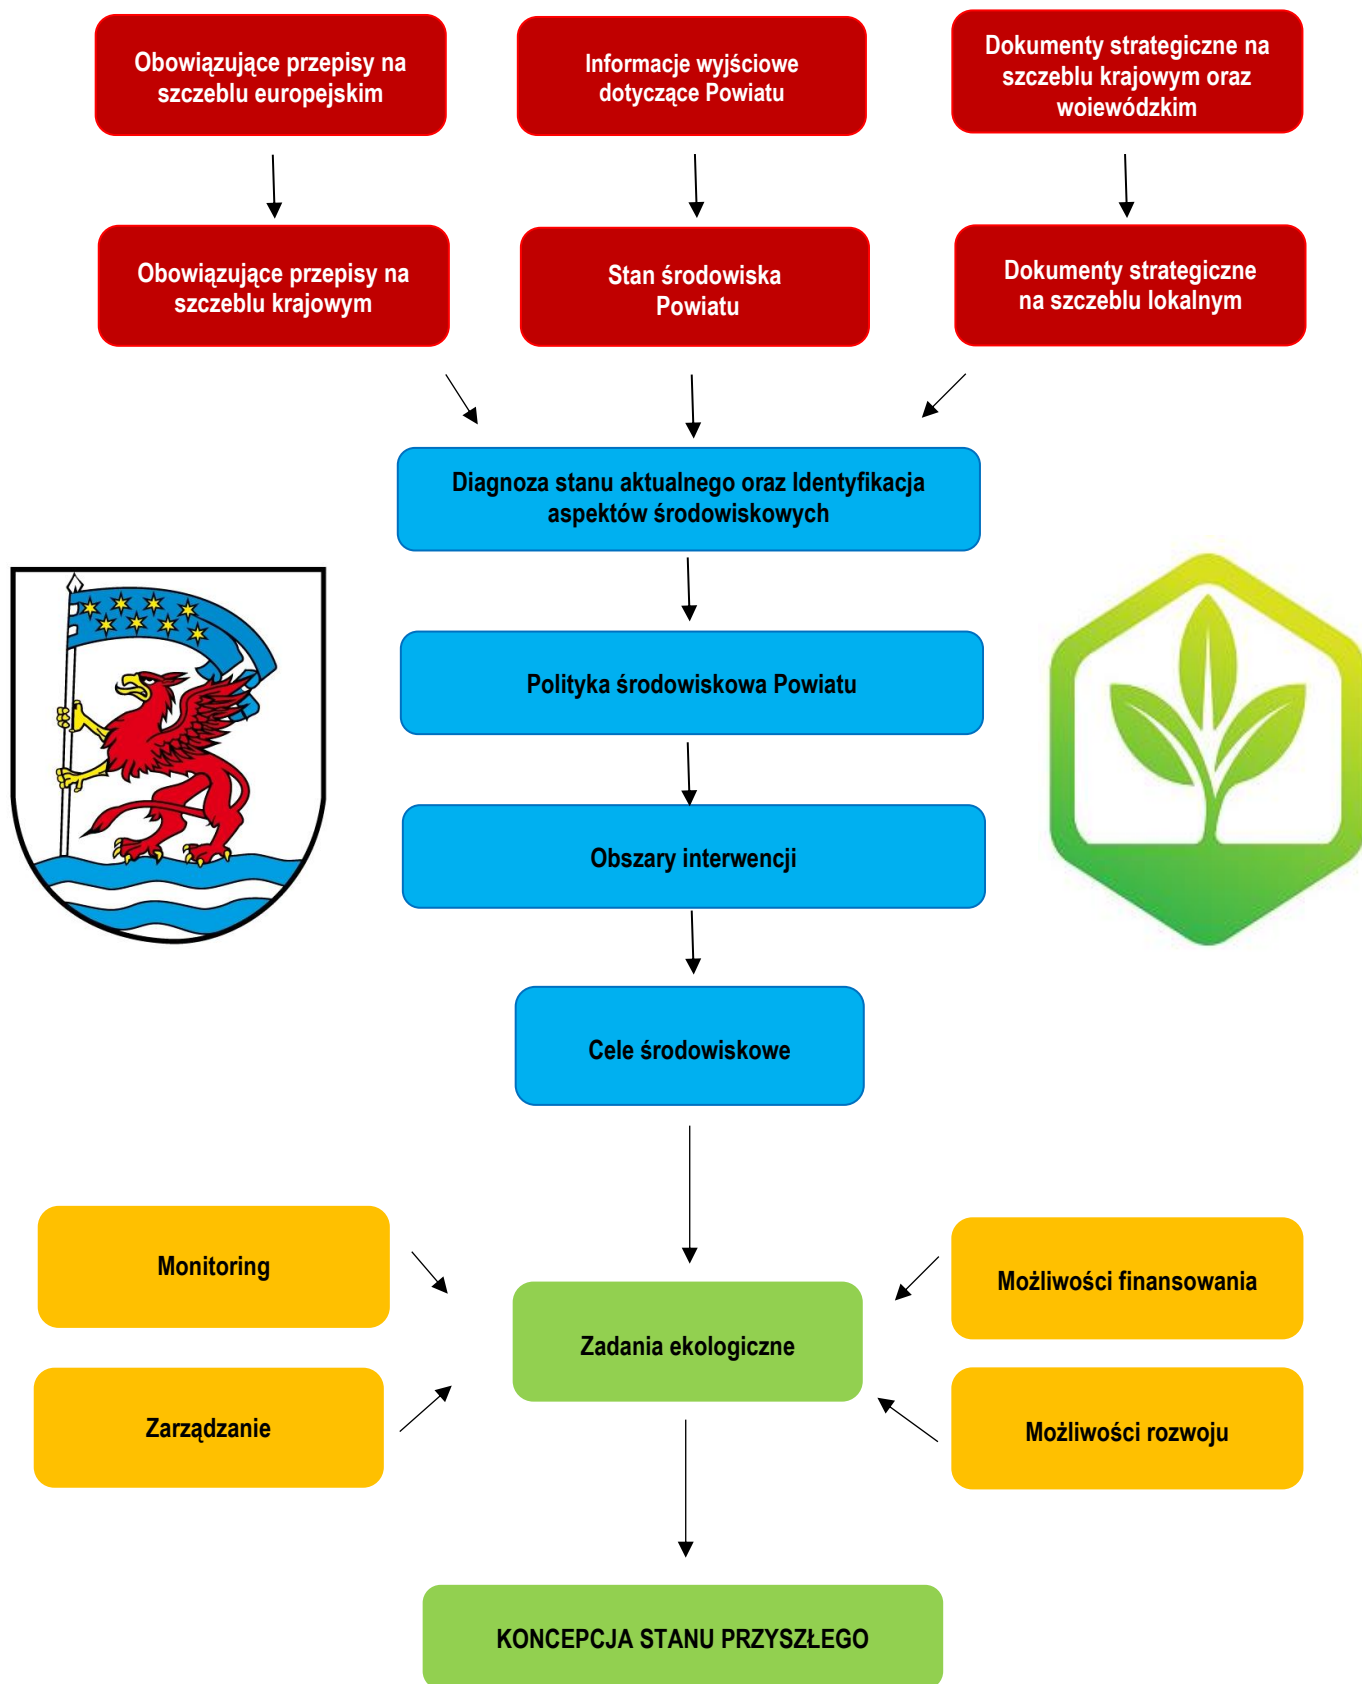 Obowiązujące przepisy na
szczeblu europejskim
Informacje wyjściowe
dotyczące Powiatu
Dokumenty strategiczne na
szczeblu krajowym oraz
woiewódzkim
Obowiązujące przepisy na
szczeblu krajowym
Stan środowiska
Powiatu
Dokumenty strategiczne
na szczeblu lokalnym
Diagnoza stanu aktualnego oraz Identyfikacja
aspektów środowiskowych
Polityka środowiskowa Powiatu
Obszary interwencji
Cele środowiskowe
Monitoring
Możliwości finansowania
Zadania ekologiczne
Zarządzanie
Możliwości rozwoju
KONCEPCJA STANU PRZYSZŁEGO